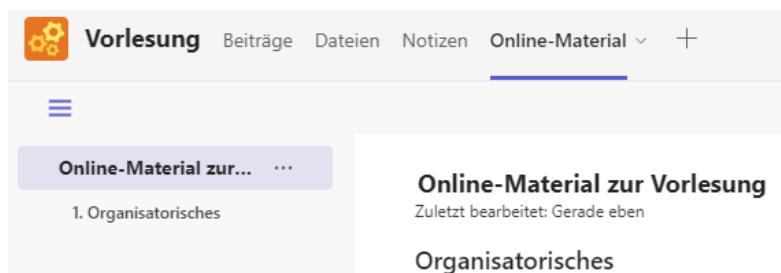 Vorlesung Beiträge Dateien Notizen Online-Material
Online-Material zur...
1. Organisatorisches
Online-Material zur Vorlesung
Zuletzt bearbeitet: Gerade eben
Organisatorisches